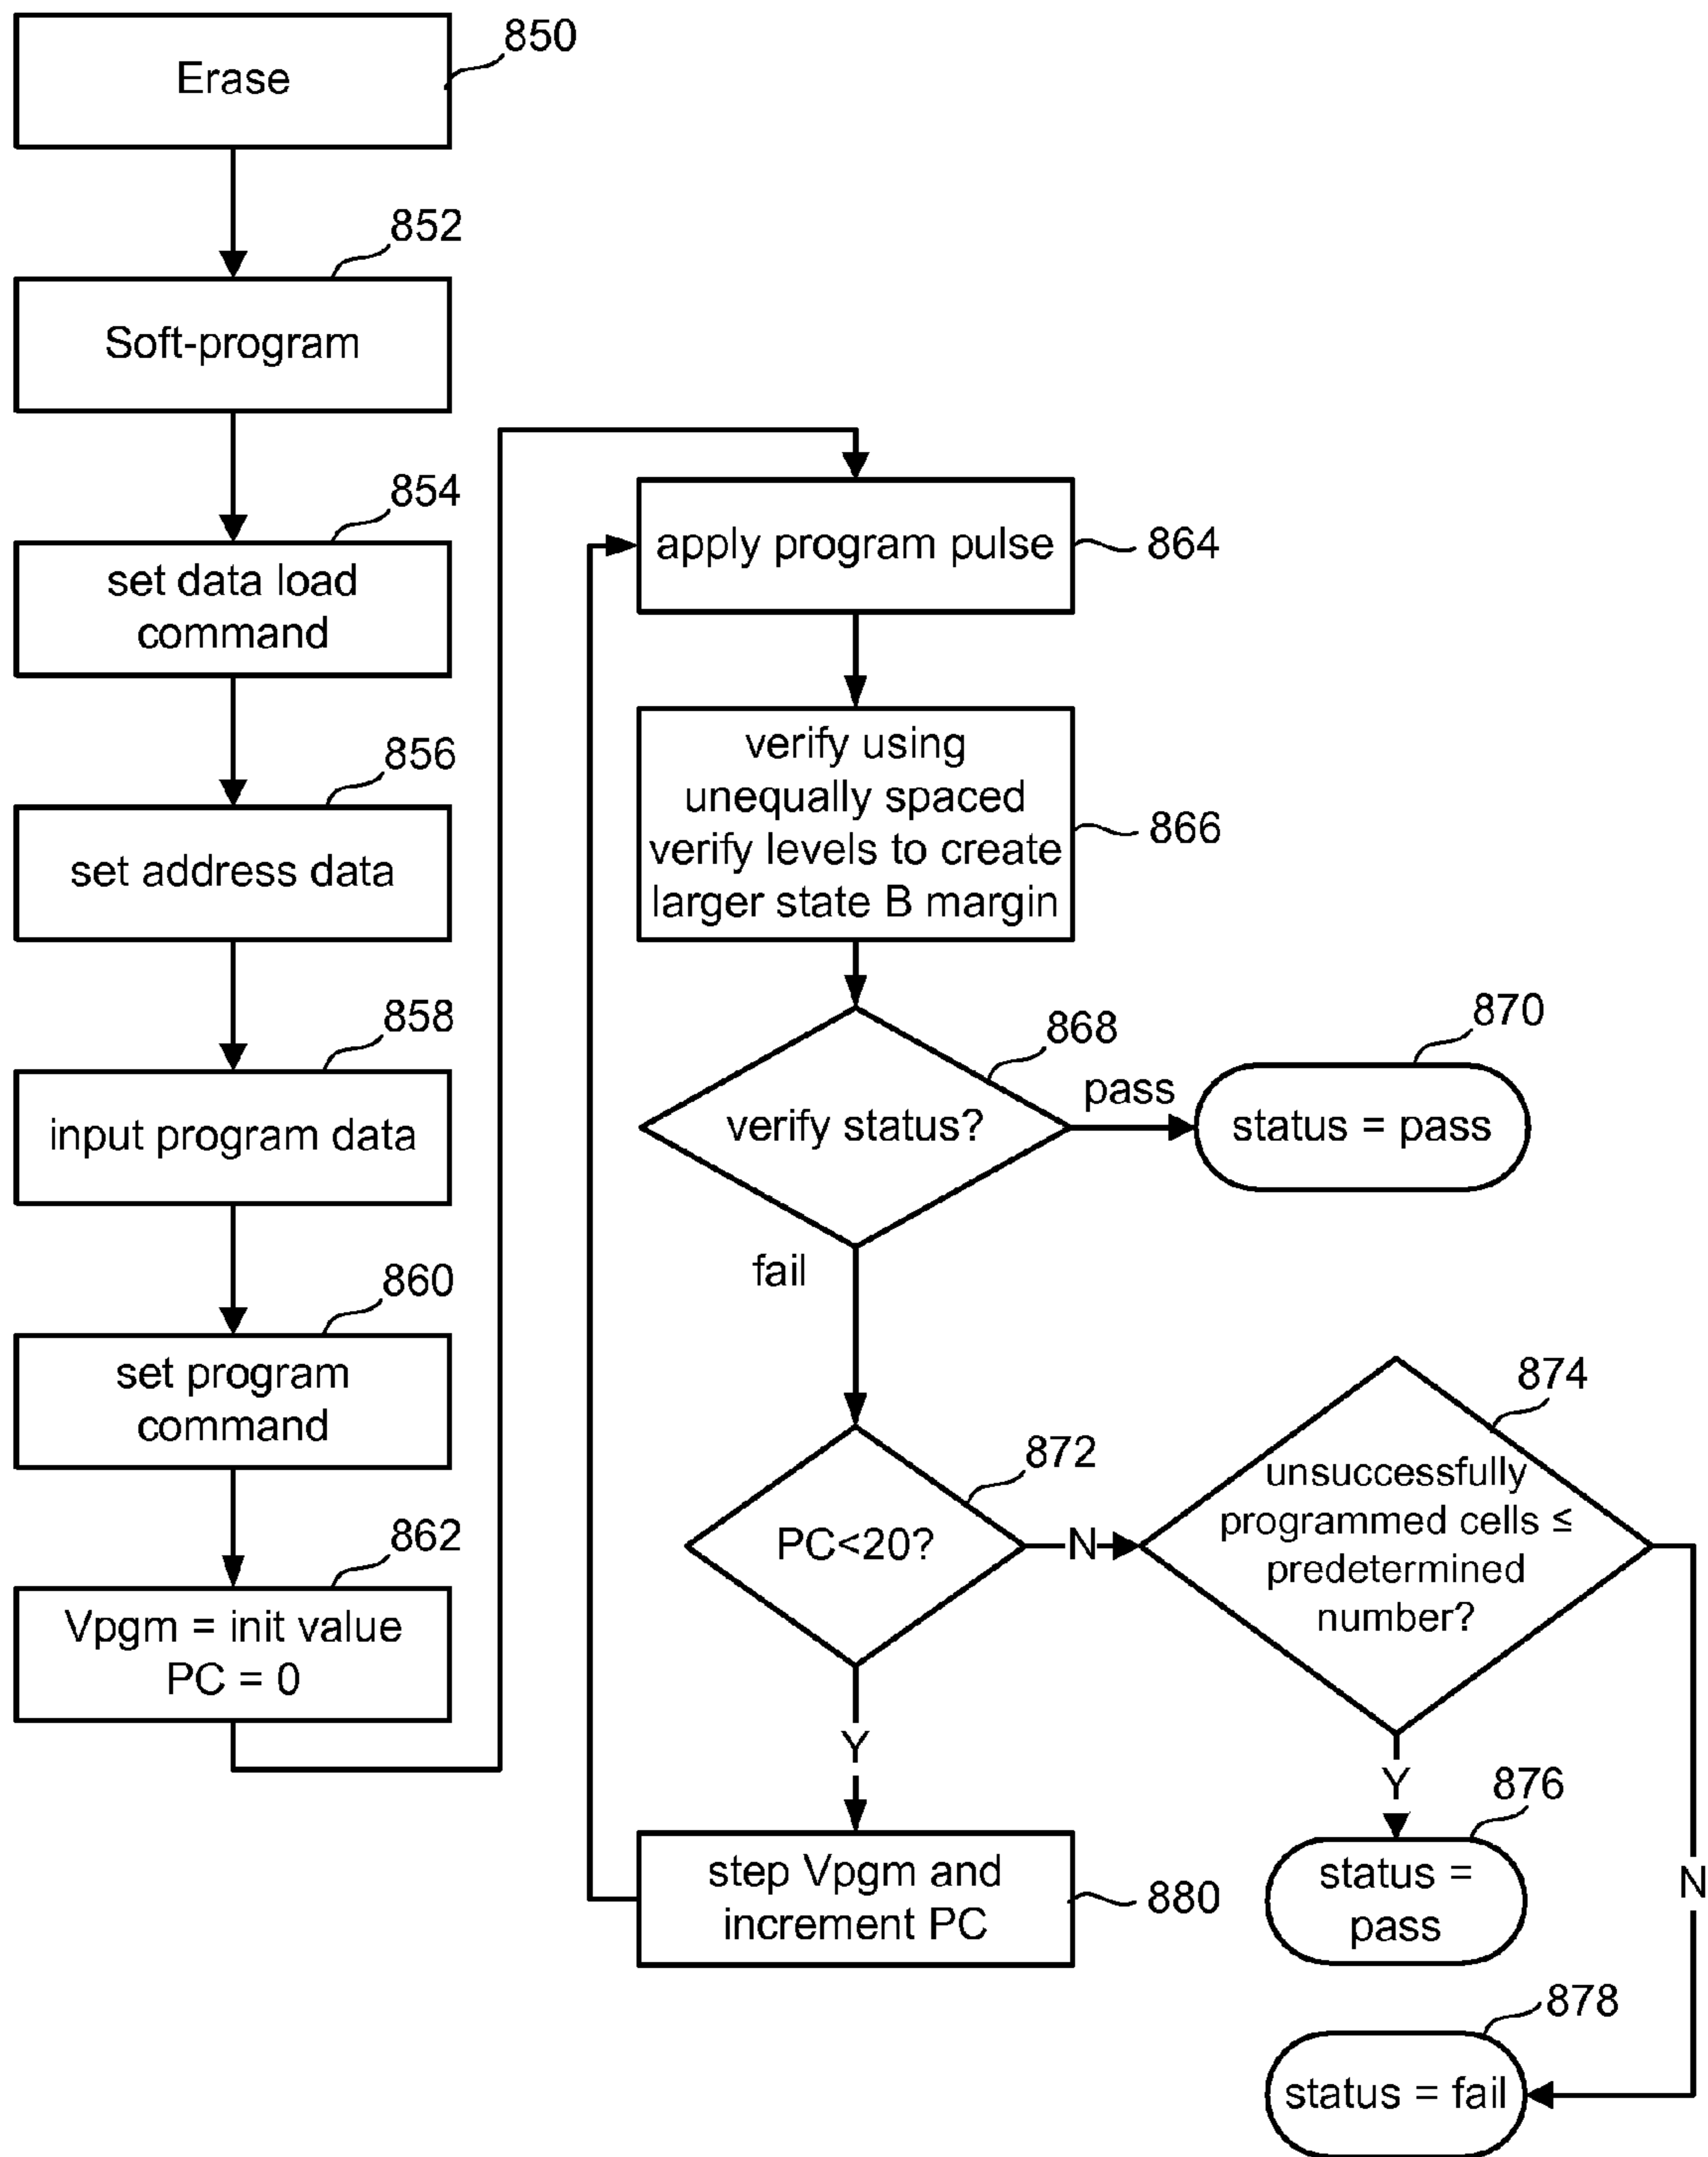 850
Erase
852
Soft-program
854
set data load
command
856
set address data
858
input program data
860
set program
command
862
Vpgm = init value
PC = 0
apply program pulse
864
verify using
unequally spaced
verify levels to create
larger state B margin
866
868
verify status?
pass
870
status = pass
fail
872
PC<20?
N
874
unsuccessfully
programmed cells ≤
predetermined
number?
Y
Y
N
876
status =
pass
step Vpgm and
increment PC
880
878
status = fail